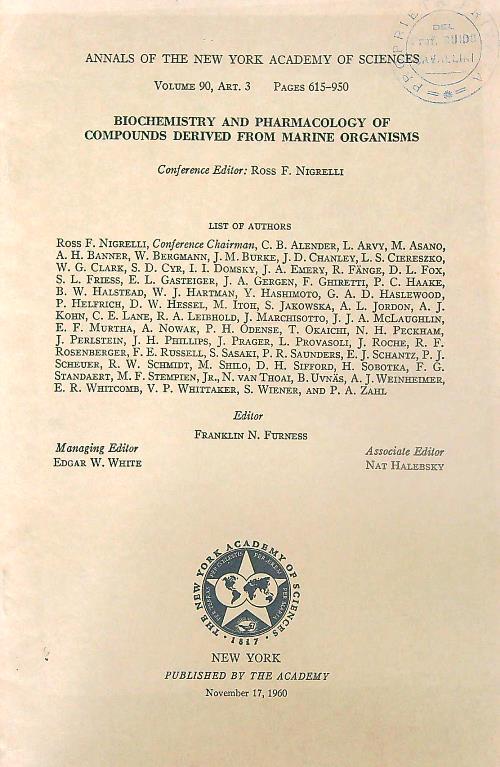 ANNALS OF THE NEW YORK ACADEMY OF SCIENCES
VOLUME 90, ART. 3 PAGES 615–950
BIOCHEMISTRY AND PHARMACOLOGY OF
COMPOUNDS DERIVED FROM MARINE ORGANISMS
Conference Editor: ROSS F. NIGRELLI
LIST OF AUTHORS
ROSS F. NIGRELLI, Conference Chairman, C. B. ALENDER, L. ARVY, M. ASANO,
A. H. BANNER, W. BERGMANN, J. M. BURKE, J. D. CHANLEY, L. S. CIERESZKO,
W. G. CLARK, S. D. CYR, I. I. DOMSKY, J. A. EMERY, R. FÄNGE, D. L. FOX,
S. L. FRIESS, E. L. GASTEIGER, J. A. GERGEN, F. GHIRETTI, P. C. HAAKE,
B. W. HALSTEAD, W. J. HARTMAN, Y. HASHIMOTO, G. A. D. HASLEWOOD,
P. HELFRICH, D. W. HESSEL, M. ITOH, S. JAKOWSKA, A. L. JORDON, A. J.
KOHN, C. E. LANE, R. A. LEIBHOLD, J. MARCHISOTTO, J. J. A. MCLAUGHLIN,
E. F. MURTHA, A. NOWAK, P. H. ODENSE, T. OKAICHI, N. H. PECKHAM,
J. PERLSTEIN, J. H. PHILLIPS, J. PRAGER, L. PROVASOLI, J. ROCHE, R. F.
ROSENBERGER, F. E. RUSSELL, S. SASAKI, P. R. SAUNDERS, E. J. SCHANTZ, P. J.
SCHEUER, R. W. SCHMIDT, M. SHILO, D. H. SIFFORD, H. SOBOTKA, F. G.
STANDAERT, M. F. STEMPIEN, JR., N. VAN THOAI, B. UVNÄS, A. J. WEINHEIMER,
E. R. WHITCOMB, V. P. WHITTAKER, S. WIENER, AND P. A. ZAHL
Editor
FRANKLIN N. FURNESS
Managing Editor
EDGAR W. WHITE
Associate Editor
NAT HALEBSKY
THE NEW YORK ACADEMY OF SCIENCES
1817
NEW YORK
PUBLISHED BY THE ACADEMY
November 17, 1960
DEL